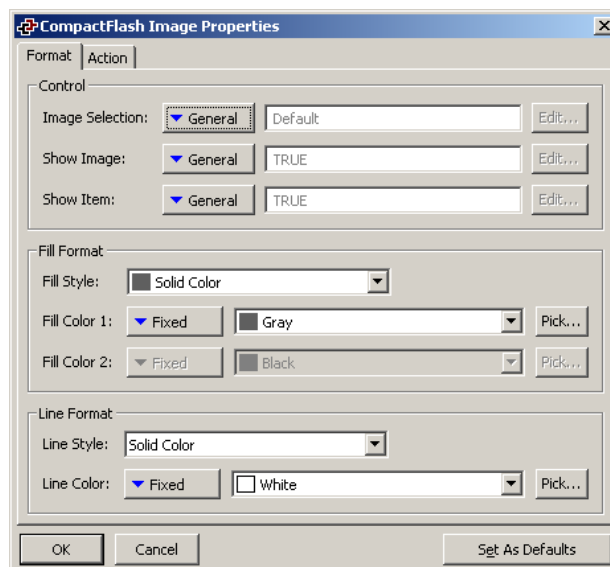 CompactFlash Image Properties
Format Action
Control
Image Selection: General Default Edit...
Show Image: General TRUE Edit...
Show Item: General TRUE Edit...
Fill Format
Fill Style: Solid Color
Fill Color 1: Fixed Gray Pick...
Fill Color 2: Fixed Black Pick...
Line Format
Line Style: Solid Color
Line Color: Fixed White Pick...
OK Cancel Set As Defaults